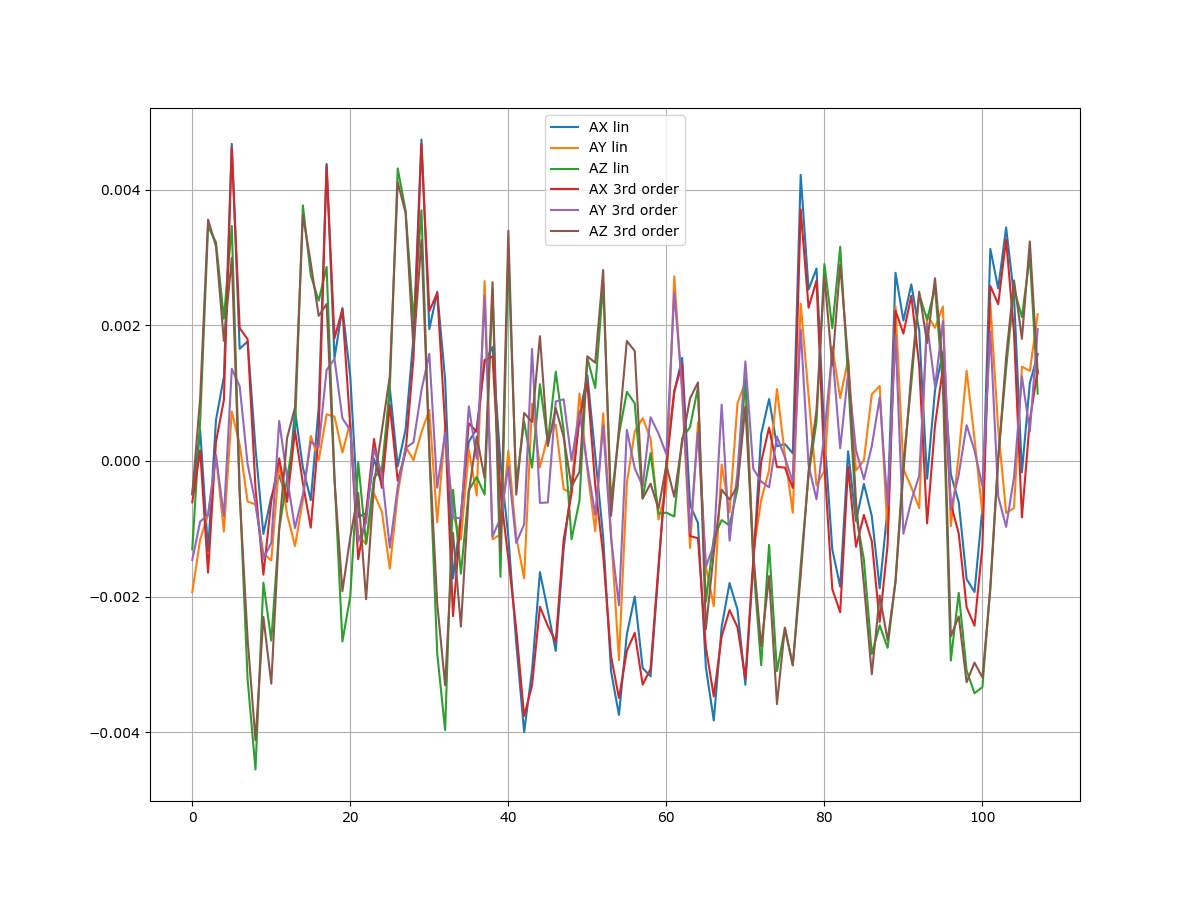 AX lin
AY lin
AZ lin
AX 3rd order
AY 3rd order
AZ 3rd order
0.004
0.002
0.000
−0.002
−0.004
0 20 40 60 80 100